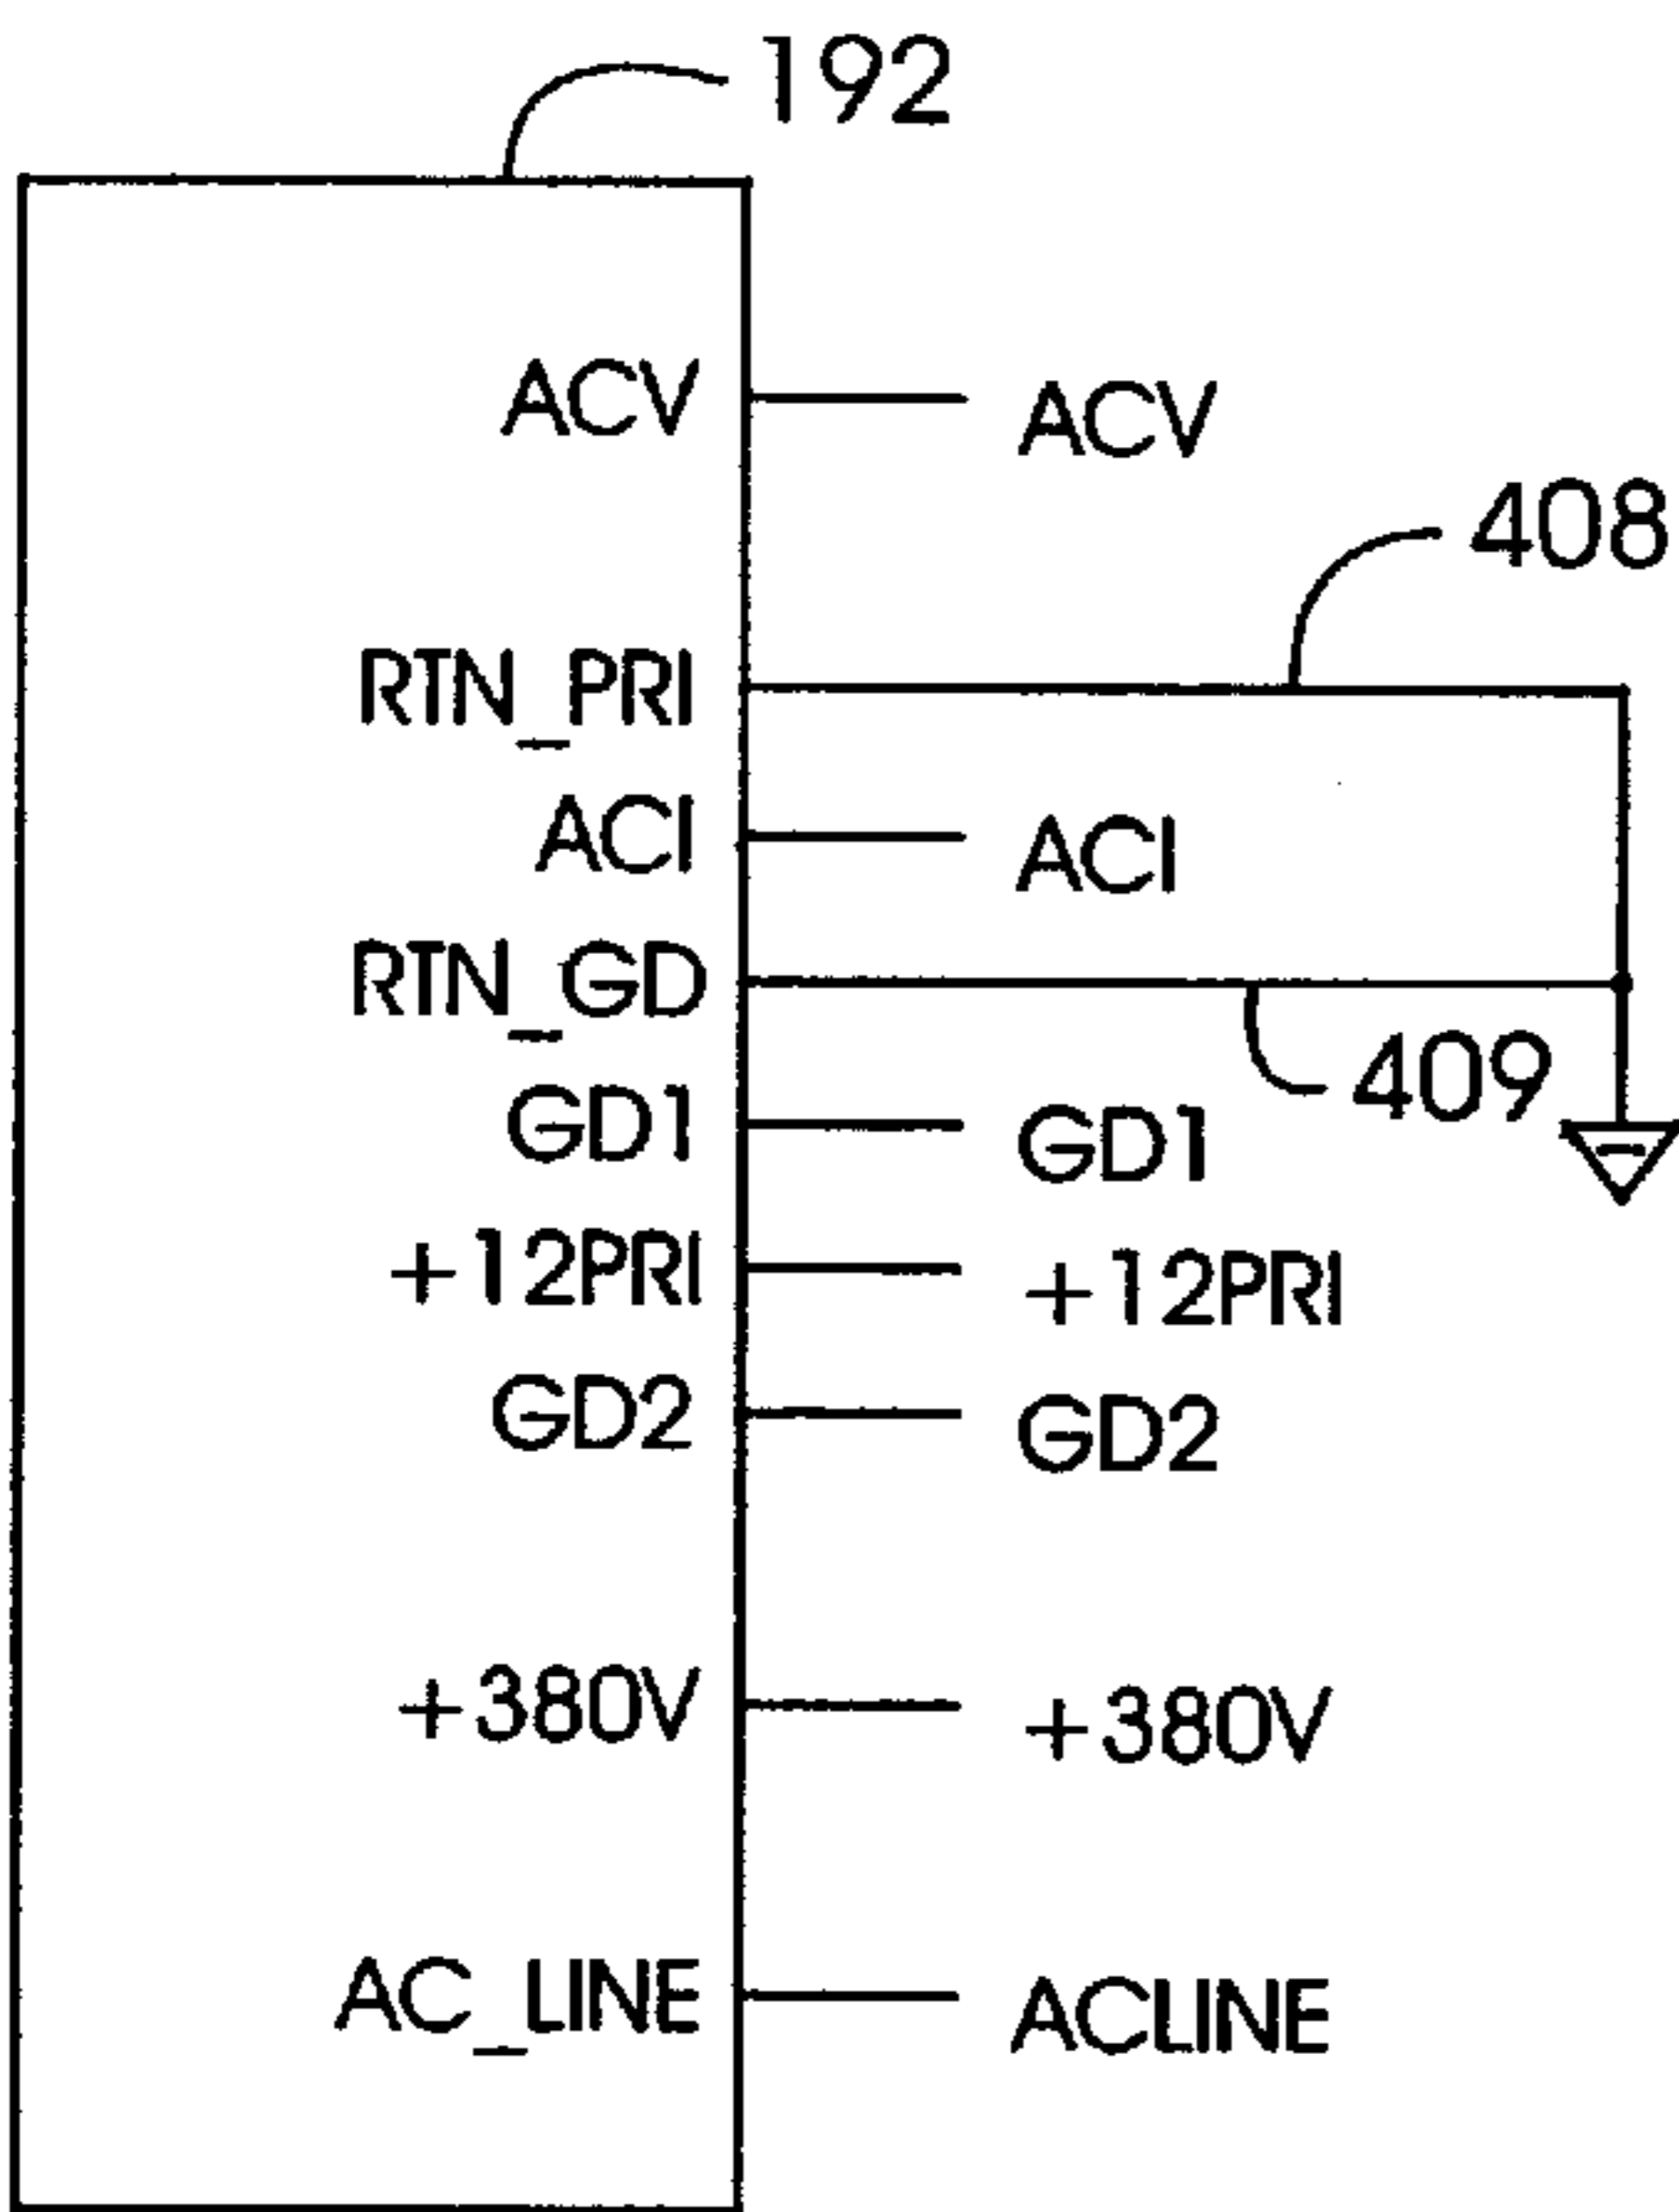 192
ACV
ACV
408
RTN_PRI
ACI
ACI
RTN_GD
409
GD1
GD1
+12PRI
+12PRI
GD2
GD2
+380V
+380V
AC_LINE
ACLINE